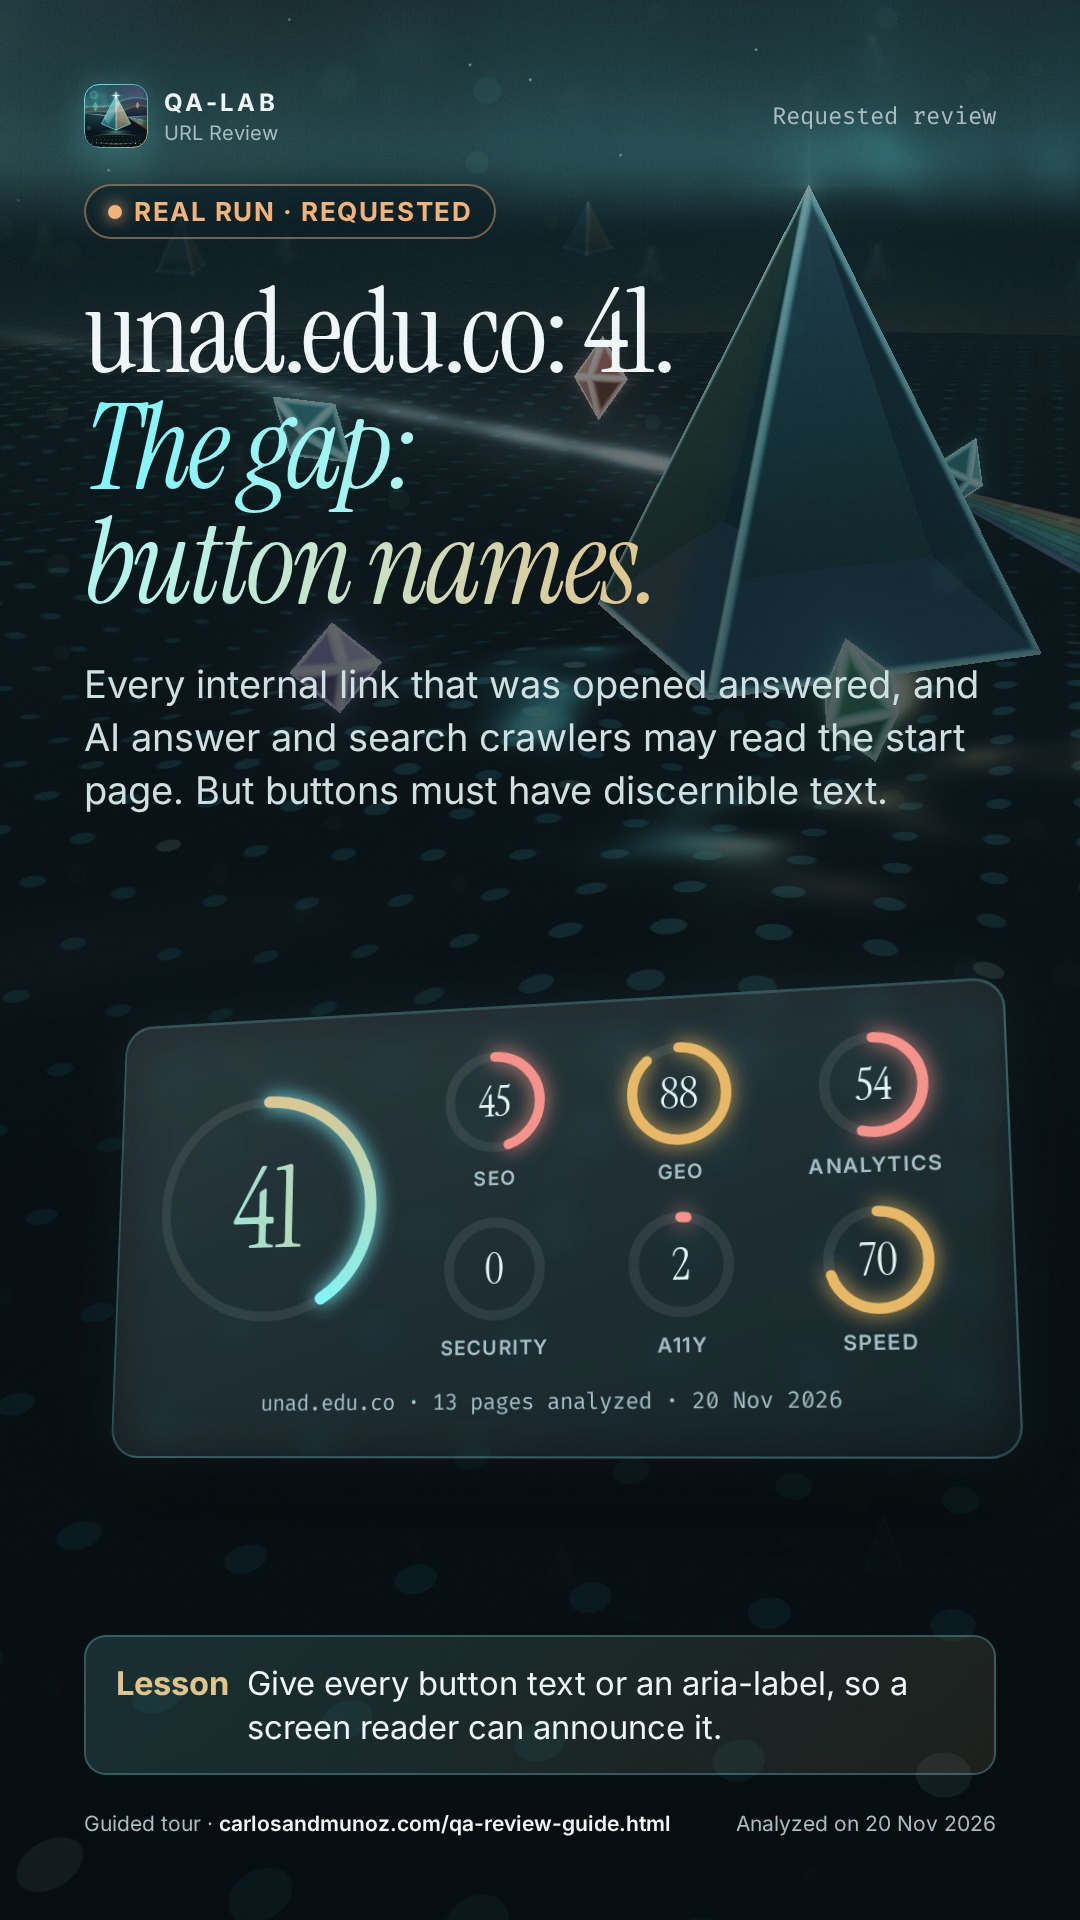 QA-LAB
URL Review
Requested review
REAL RUN · REQUESTED
unad.edu.co: 41.
The gap:
button names.
Every internal link that was opened answered, and
AI answer and search crawlers may read the start
page. But buttons must have discernible text.
41
45
SEO
88
GEO
54
ANALYTICS
0
SECURITY
2
A11Y
70
SPEED
unad.edu.co · 13 pages analyzed · 20 Nov 2026
Lesson Give every button text or an aria-label, so a
screen reader can announce it.
Guided tour · carlosandmunoz.com/qa-review-guide.html
Analyzed on 20 Nov 2026